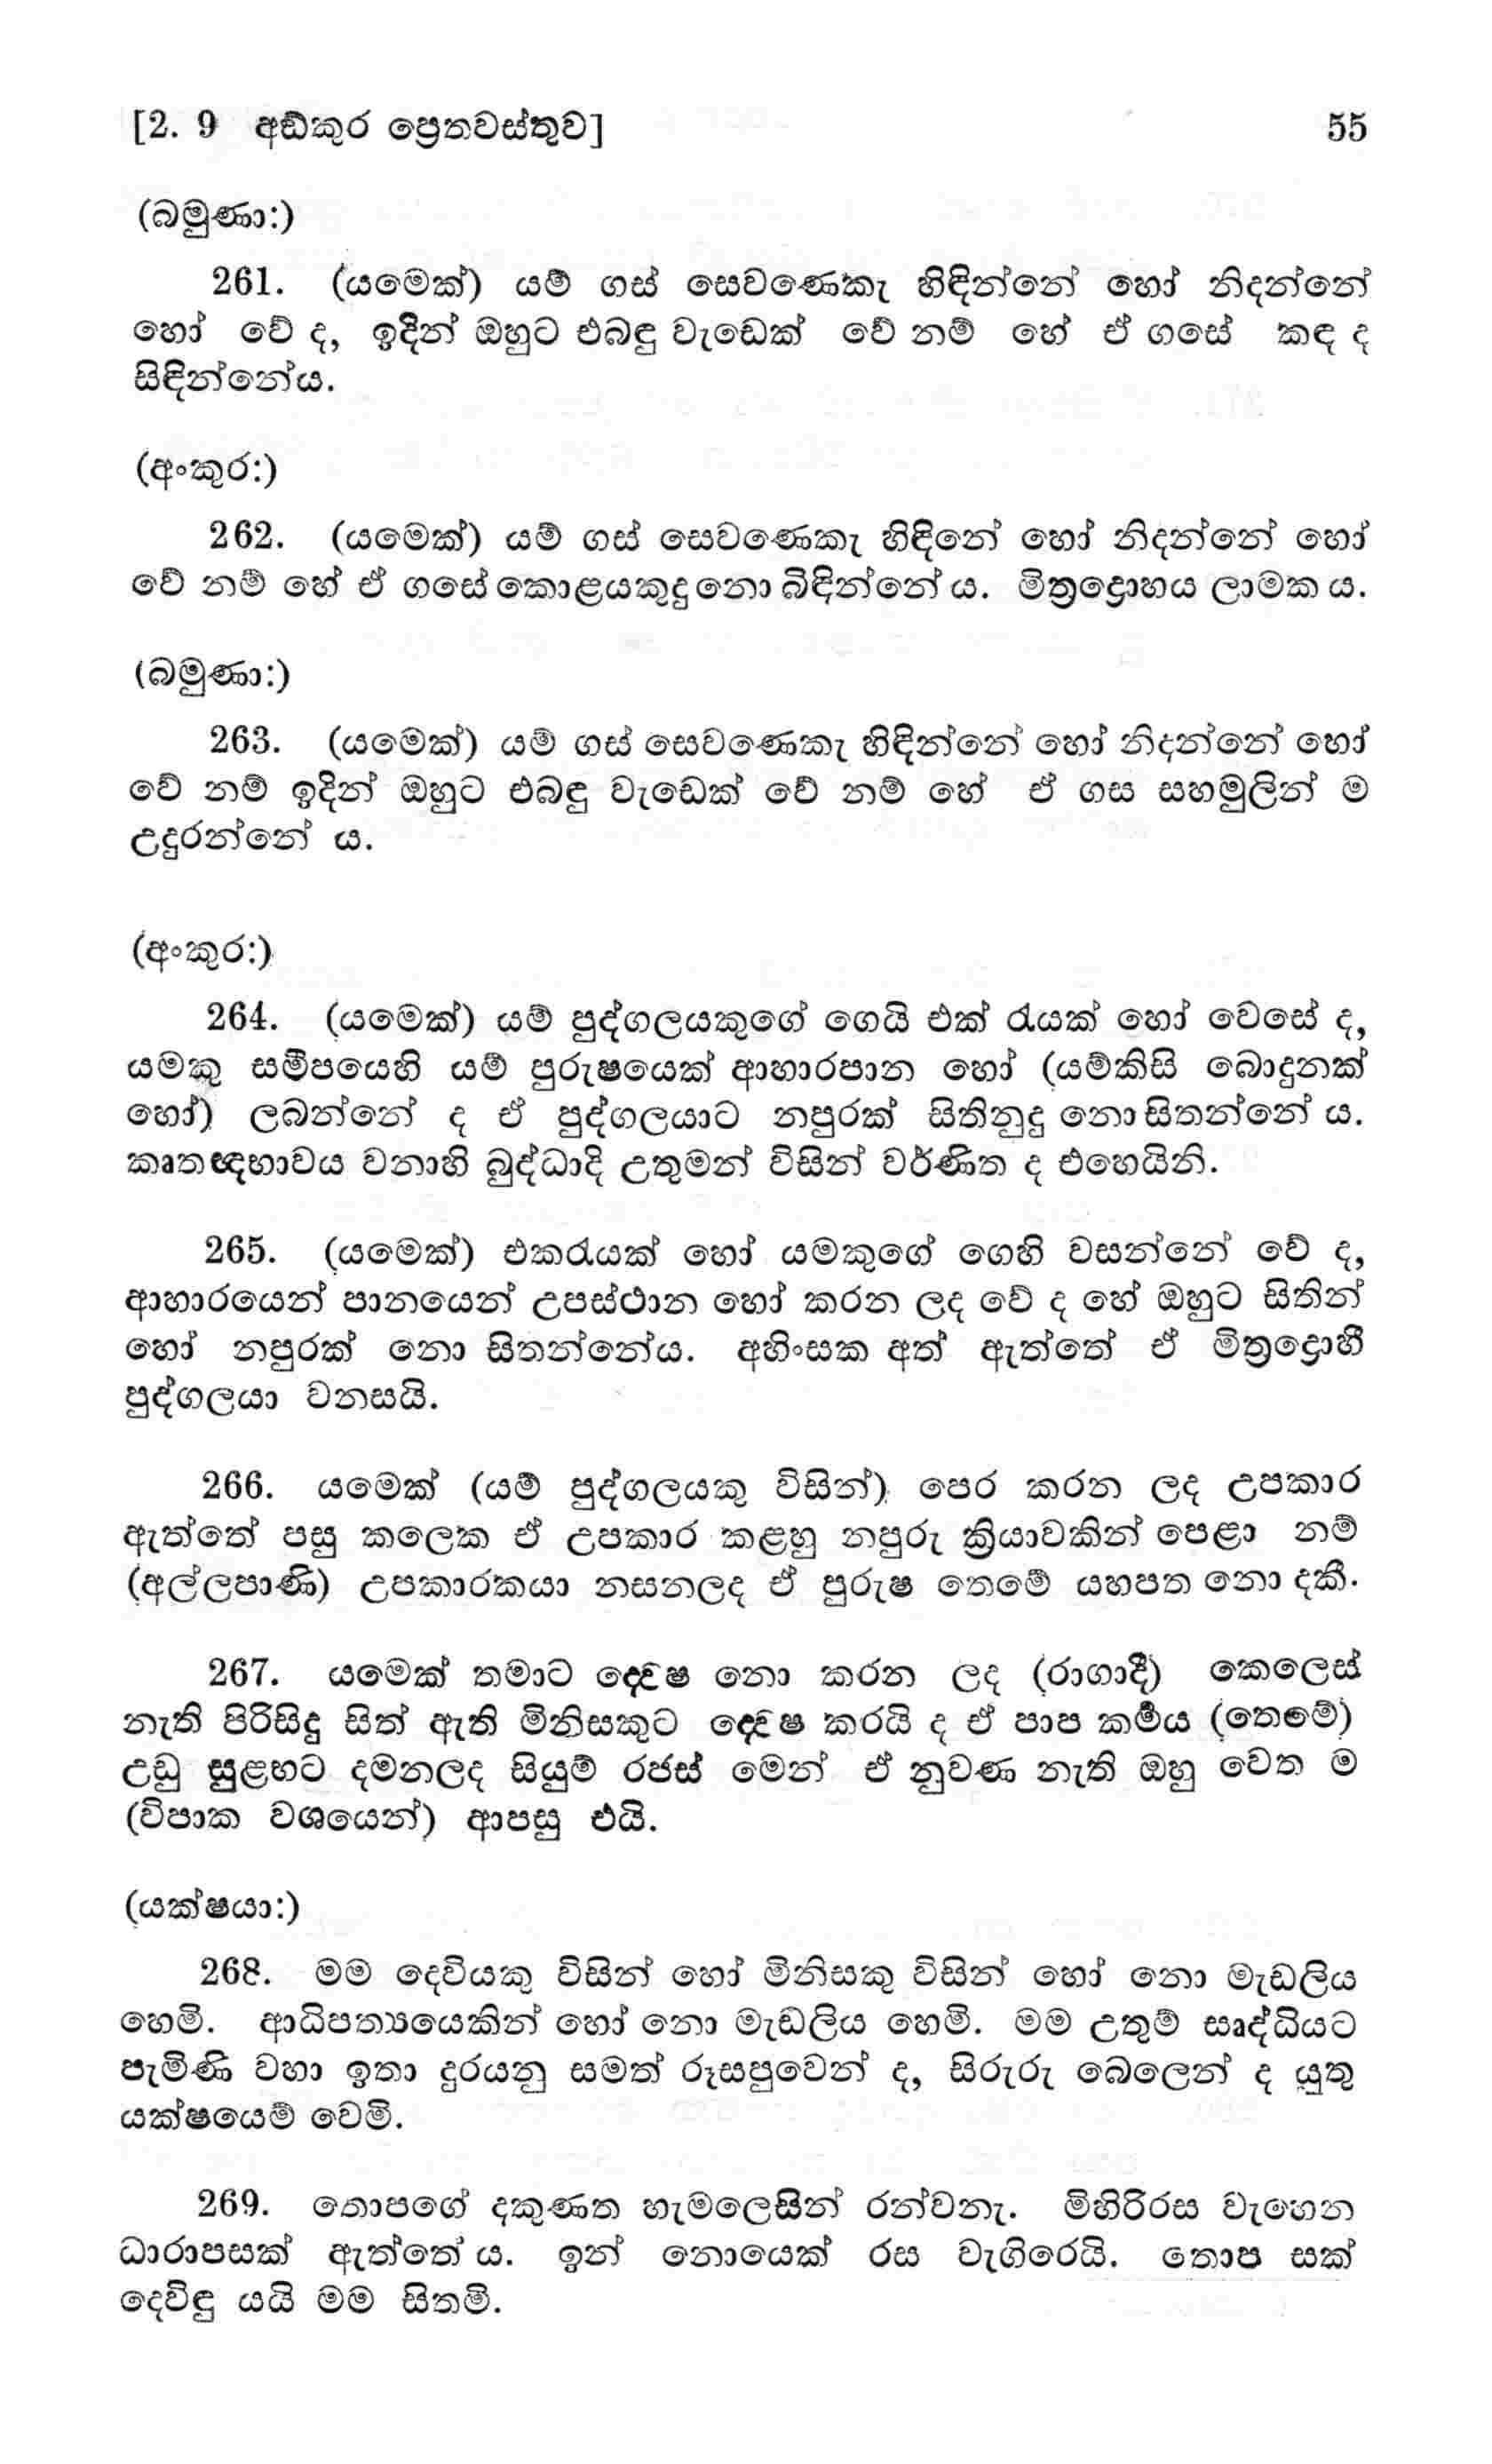 [2. 9 අඞ්කුර ප්‍රෙතවස්තුව] 55
(බමුණා:)
261. (යමෙක්) යම් ගස් සෙවණෙකැ හිඳින්නේ හෝ නිදන්නේ
හෝ වේ ද, ඉදින් ඔහුට එබඳු වැඩෙක් වේ නම් හේ ඒ ගසේ කඳ ද
සිඳින්නේය.
(අංකුර:)
262. (යමෙක්) යම් ගස් සෙවණෙකැ හිඳිනේ හෝ නිදන්නේ හෝ
වේ නම් හේ ඒ ගසේ කොළයකුදු නො බිඳින්නේ ය. මිත්‍රද්‍රොහය ලාමක ය.
(බමුණා:)
263. (යමෙක්) යම් ගස් සෙවණෙකැ හිඳින්නේ හෝ නිදන්නේ හෝ
වේ නම් ඉදින් ඔහුට එබඳු වැඩෙක් වේ නම් හේ ඒ ගස සහමුලින් ම
උදුරන්නේ ය.
(අංකුර:)
264. (යමෙක්) යම් පුද්ගලයකුගේ ගෙයි එක් රැයක් හෝ වෙසේ ද,
යමකු සමීපයෙහි යම් පුරුෂයෙක් ආහාරපාන හෝ (යම්කිසි බොදුනක්
හෝ) ලබන්නේ ද ඒ පුද්ගලයාට නපුරක් සිතිනුදු නො සිතන්නේ ය.
කෘතඥභාවය වනාහි බුද්ධාදි උතුමන් විසින් වර්ණිත ද එහෙයිනි.
265. (යමෙක්) එකරැයක් හෝ යමකුගේ ගෙහි වසන්නේ වේ ද,
ආහාරයෙන් පානයෙන් උපස්ථාන හෝ කරන ලද වේ ද හේ ඔහුට සිතින්
හෝ නපුරක් නො සිතන්නේය. අහිංසක අත් ඇත්තේ ඒ මිත්‍රද්‍රොහී
පුද්ගලයා වනසයි.
266. යමෙක් (යම් පුද්ගලයකු විසින්) පෙර කරන ලද උපකාර
ඇත්තේ පසු කලෙක ඒ උපකාර කළහු නපුරු ක්‍රියාවකින් පෙළා නම්
(අල්ලපාණි) උපකාරකයා නසනලද ඒ පුරුෂ තෙමේ යහපත නො දකී.
267. යමෙක් තමාට ද්‍වෙෂ නො කරන ලද (රාගාදී) කෙලෙස්
නැති පිරිසිදු සිත් ඇති මිනිසකුට ද්‍වෙෂ කරයි ද ඒ පාප කර්‍මය (තෙමේ)
උඩු සුළඟට දමනලද සියුම් රජස් මෙන් ඒ නුවණ නැති ඔහු වෙත ම
(විපාක වශයෙන්) ආපසු එයි.
(යක්ෂයා:)
268. මම දෙවියකු විසින් හෝ මිනිසකු විසින් හෝ නො මැඩලිය
හෙමි. ආධිපත්‍යයෙකින් හෝ නො මැඩලිය හෙමි. මම උතුම් සෘද්ධියට
පැමිණි වහා ඉතා දුරයනු සමත් රූසපුවෙන් ද, සිරුරු බෙලෙන් ද යුතු
යක්ෂයෙම් වෙමි.
269. තොපගේ දකුණත හැමලෙසින් රන්වනැ. මිහිරිරස වැහෙන
ධාරාපසක් ඇත්තේ ය. ඉන් නොයෙක් රස වැගිරෙයි. තොප සක්
දෙවිඳු යයි මම සිතමි.